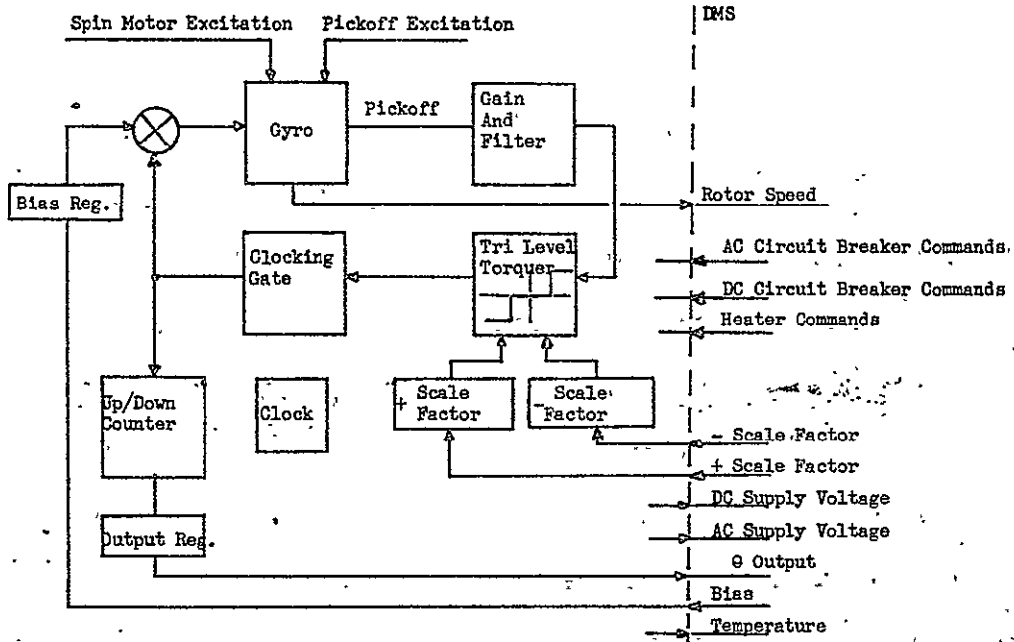 Spin Motor Excitation
Pickoff Excitation
DMS
Gyro
Pickoff
Gain
And
Filter
Bias Reg.
Rotor Speed
Clocking
Gate
Tri Level
Torquer
AC Circuit Breaker Commands
DC Circuit Breaker Commands
Heater Commands
Up/Down
Counter
Clock
+ Scale
Factor
- Scale
Factor
- Scale Factor
+ Scale Factor
DC Supply Voltage
AC Supply Voltage
Output Reg.
θ Output
Bias
Temperature